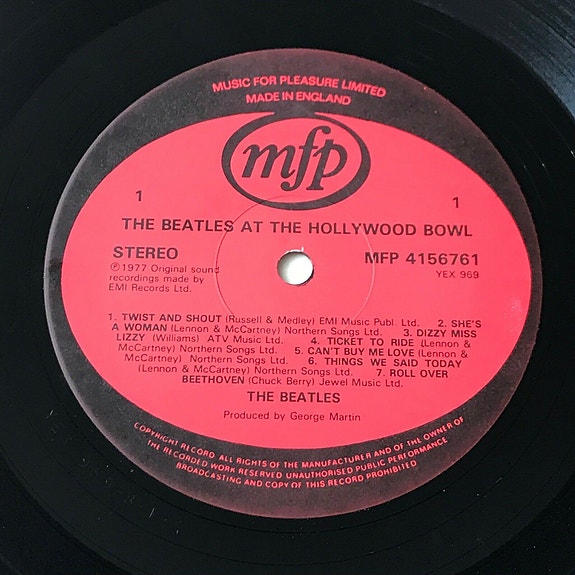 MUSIC FOR PLEASURE LIMITED
MADE IN ENGLAND
mfp
1 1
THE BEATLES AT THE HOLLYWOOD BOWL
STEREO MFP 4156761
℗1977 Original sound YEX 969
recordings made by
EMI Records Ltd.
1. TWIST AND SHOUT (Russell & Medley) EMI Music Publ. Ltd. 2. SHE'S
A WOMAN (Lennon & McCartney) Northern Songs Ltd. 3. DIZZY MISS
LIZZY (Williams) ATV Music Ltd. 4. TICKET TO RIDE (Lennon &
McCartney) Northern Songs Ltd. 5. CAN'T BUY ME LOVE (Lennon &
McCartney) Northern Songs Ltd. 6. THINGS WE SAID TODAY
(Lennon & McCartney) Northern Songs Ltd. 7. ROLL OVER
BEETHOVEN (Chuck Berry) Jewel Music Ltd.
THE BEATLES
Produced by George Martin
COPYRIGHT RECORD. ALL RIGHTS OF THE MANUFACTURER AND OF THE OWNER OF
THE RECORDED WORK RESERVED UNAUTHORISED PUBLIC PERFORMANCE
BROADCASTING AND COPY OF THIS RECORD PROHIBITED